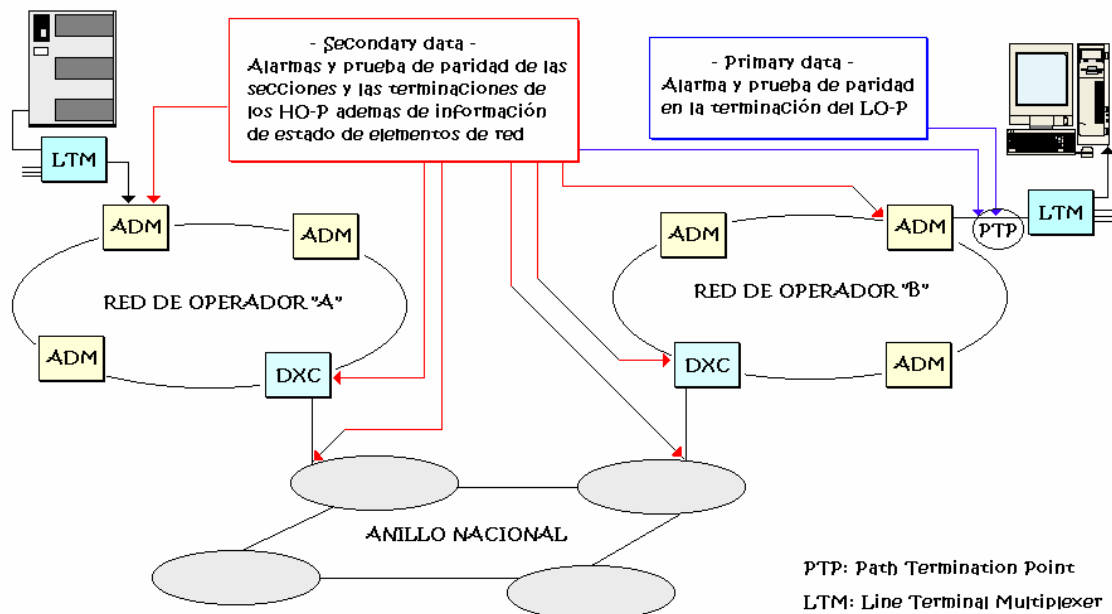 - Secondary data -
Alarmas y prueba de paridad de las
secciones y las terminaciones de
los HO-P ademas de información
de estado de elementos de red
- Primary data -
Alarma y prueba de paridad
en la terminación del LO-P
LTM
ADM
ADM
RED DE OPERADOR "A"
ADM
DXC
ADM
ADM
PTP
LTM
RED DE OPERADOR "B"
DXC
ADM
ANILLO NACIONAL
PTP: Path Termination Point
LTM: Line Terminal Multiplexer